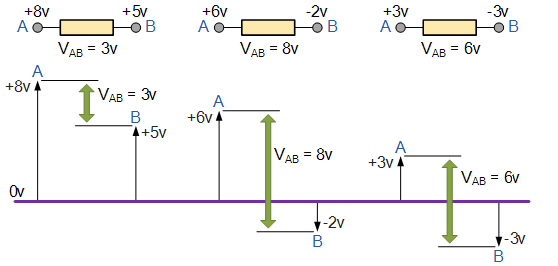 +8v +5v +6v -2v +3v -3v
A B A B A B
VAB = 3v VAB = 8v VAB = 6v
A
+8v
VAB = 3v
B
+5v
A
+6v
VAB = 8v
-2v
B
A
+3v
VAB = 6v
-3v
B
0v